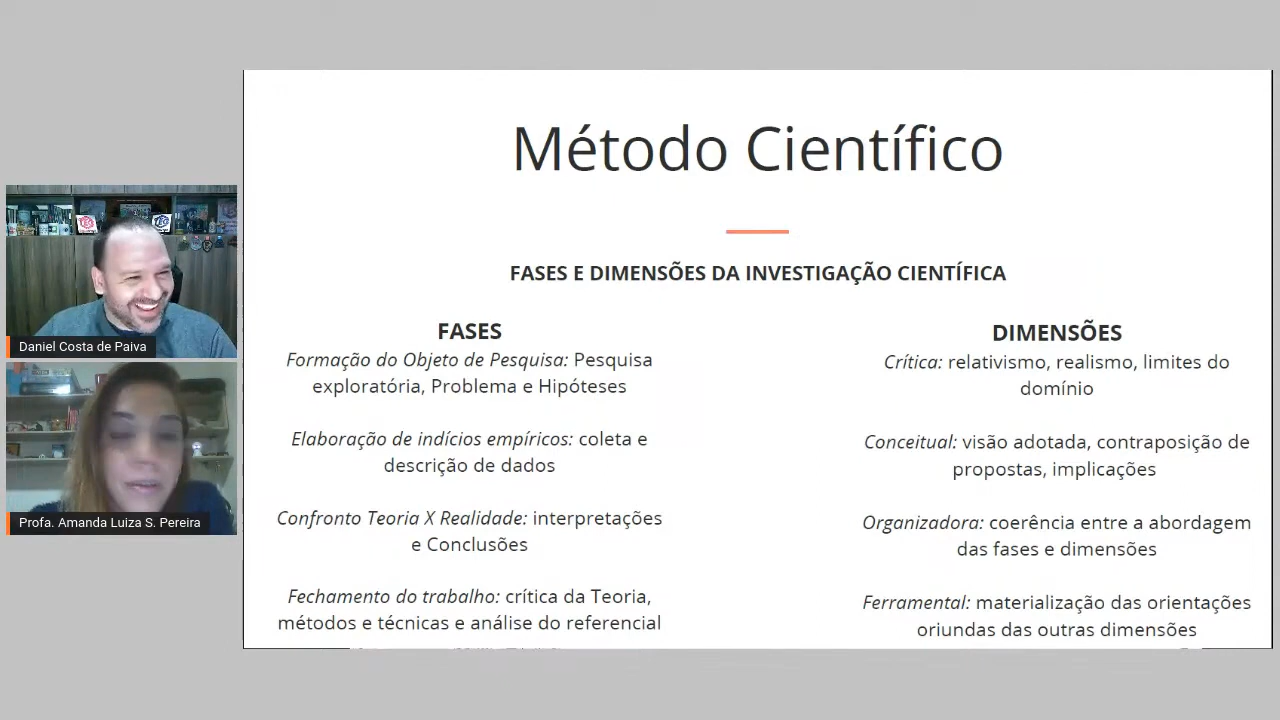 Método Científico
FASES E DIMENSÕES DA INVESTIGAÇÃO CIENTÍFICA
FASES
Formação do Objeto de Pesquisa: Pesquisa
exploratória, Problema e Hipóteses
Elaboração de indícios empíricos: coleta e
descrição de dados
Confronto Teoria X Realidade: interpretações
e Conclusões
Fechamento do trabalho: crítica da Teoria,
métodos e técnicas e análise do referencial
DIMENSÕES
Crítica: relativismo, realismo, limites do
domínio
Conceitual: visão adotada, contraposição de
propostas, implicações
Organizadora: coerência entre a abordagem
das fases e dimensões
Ferramental: materialização das orientações
oriundas das outras dimensões
Daniel Costa de Paiva
Profa. Amanda Luiza S. Pereira